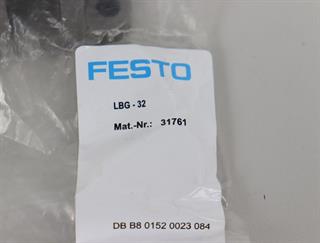 FESTO
LBG - 32
Mat.-Nr.: 31761
DB B8 0152 0023 084